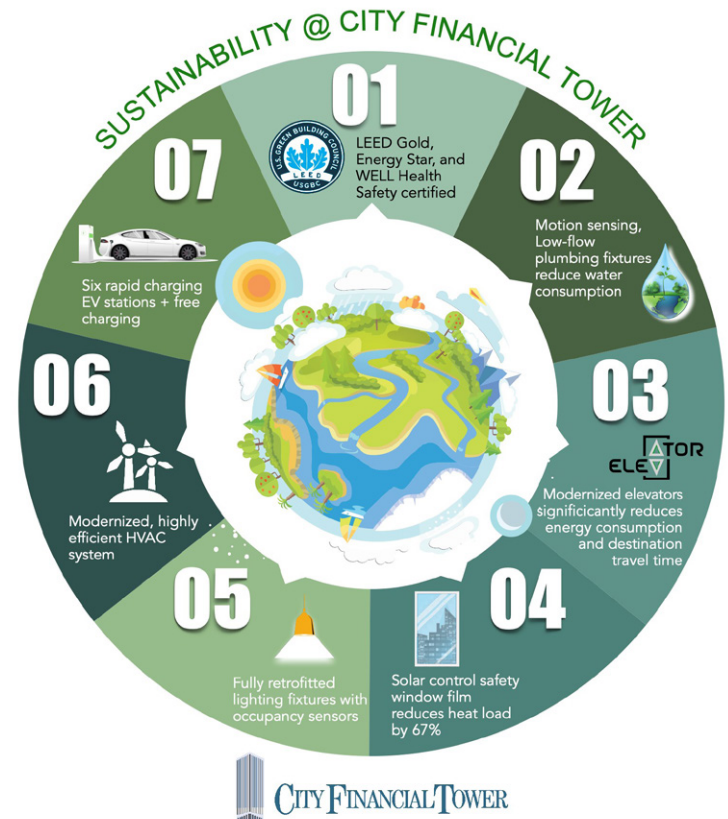 SUSTAINABILITY @ CITY FINANCIAL TOWER
01
U.S. GREEN BUILDING COUNCIL
LEED
USGBC
LEED Gold,
Energy Star, and
WELL Health
Safety certified
02
Motion sensing,
Low-flow
plumbing fixtures
reduce water
consumption
03
ELEVATOR
Modernized elevators
significicantly reduces
energy consumption
and destination
travel time
04
Solar control safety
window film
reduces heat load
by 67%
05
Fully retrofitted
lighting fixtures with
occupancy sensors
06
Modernized, highly
efficient HVAC
system
07
Six rapid charging
EV stations + free
charging
CITY FINANCIAL TOWER